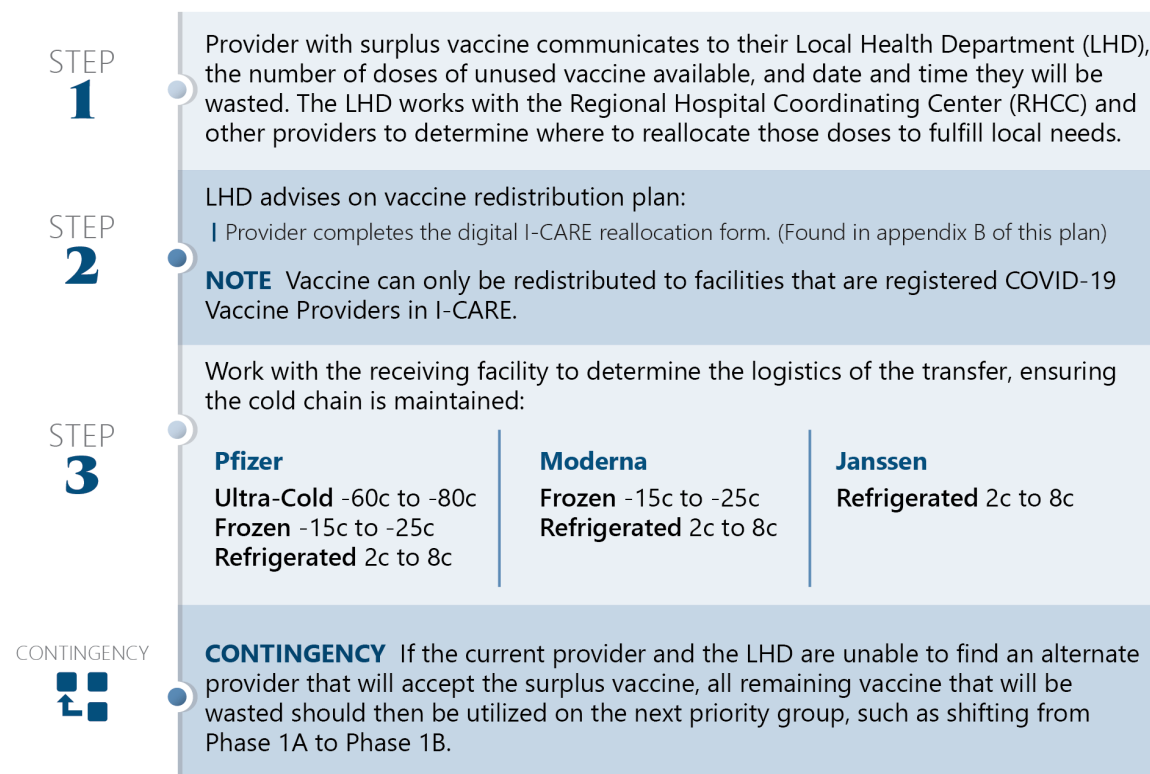 STEP
1
Provider with surplus vaccine communicates to their Local Health Department (LHD),
the number of doses of unused vaccine available, and date and time they will be
wasted. The LHD works with the Regional Hospital Coordinating Center (RHCC) and
other providers to determine where to reallocate those doses to fulfill local needs.
STEP
2
LHD advises on vaccine redistribution plan:
| Provider completes the digital I-CARE reallocation form. (Found in appendix B of this plan)
NOTE Vaccine can only be redistributed to facilities that are registered COVID-19
Vaccine Providers in I-CARE.
STEP
3
Work with the receiving facility to determine the logistics of the transfer, ensuring
the cold chain is maintained:
Pfizer
Ultra-Cold -60c to -80c
Frozen -15c to -25c
Refrigerated 2c to 8c
Moderna
Frozen -15c to -25c
Refrigerated 2c to 8c
Janssen
Refrigerated 2c to 8c
CONTINGENCY
CONTINGENCY If the current provider and the LHD are unable to find an alternate
provider that will accept the surplus vaccine, all remaining vaccine that will be
wasted should then be utilized on the next priority group, such as shifting from
Phase 1A to Phase 1B.